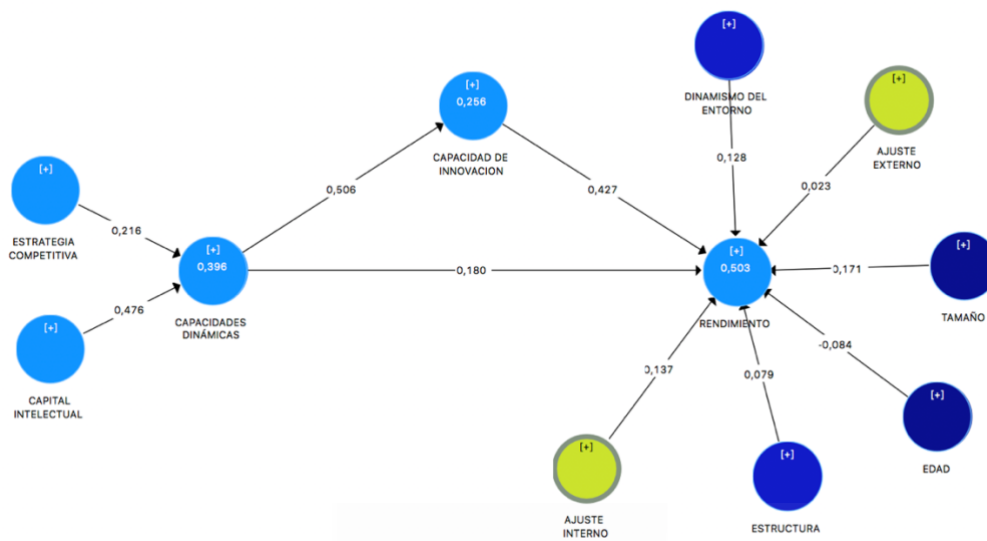 [+]
DINAMISMO DEL
ENTORNO
[+]
AJUSTE
EXTERNO
[+]
0,256
CAPACIDAD DE
INNOVACION
[+]
ESTRATEGIA
COMPETITIVA
0,216
0,506
0,427
0,128
0,023
[+]
0,396
CAPACIDADES
DINÁMICAS
0,180
[+]
0,503
RENDIMIENTO
0,171
[+]
TAMAÑO
0,476
[+]
CAPITAL
INTELECTUAL
0,137
0,079
-0,084
[+]
EDAD
[+]
AJUSTE
INTERNO
[+]
ESTRUCTURA